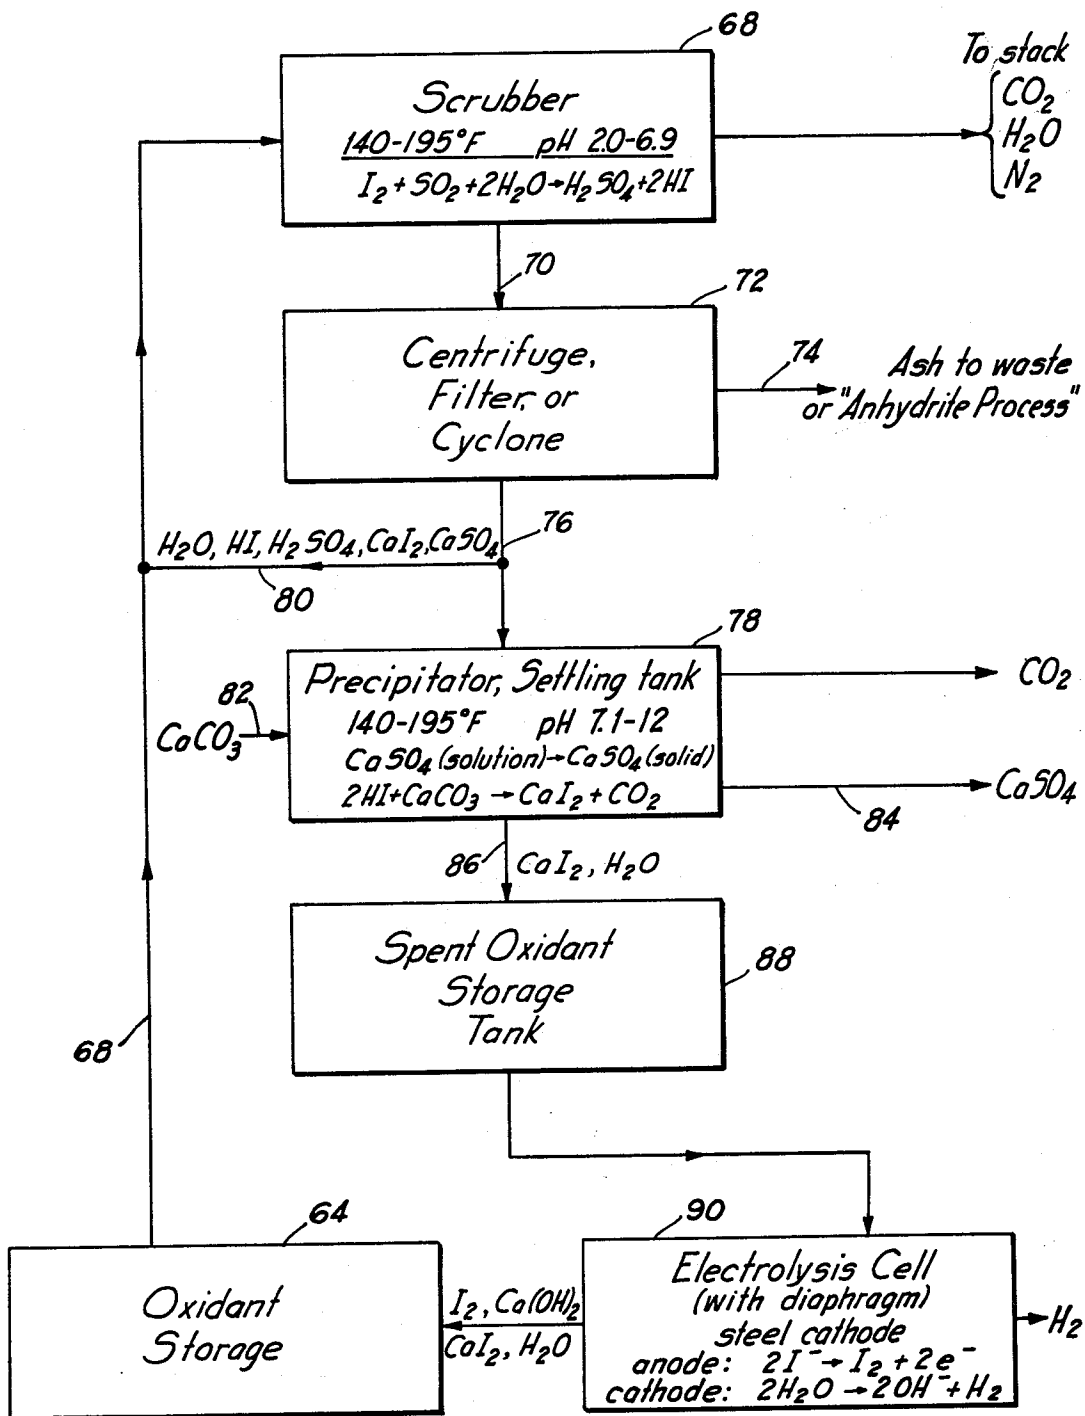 68
Scrubber
140-195°F pH 2.0-6.9
I₂+SO₂+2H₂O→H₂SO₄+2HI
To stack
CO₂
H₂O
N₂
70
72
Centrifuge,
Filter, or
Cyclone
74
Ash to waste
or "Anhydrite Process"
76
H₂O, HI, H₂SO₄, CaI₂, CaSO₄
80
78
Precipitator, Settling tank
140-195°F pH 7.1-12
CaSO₄ (solution)→CaSO₄ (solid)
2HI+CaCO₃→CaI₂+CO₂
82
CaCO₃
CO₂
CaSO₄
84
86
CaI₂, H₂O
Spent Oxidant
Storage
Tank
88
68
64
Oxidant
Storage
I₂, Ca(OH)₂
CaI₂, H₂O
90
Electrolysis Cell
(with diaphragm)
steel cathode
anode: 2I⁻→I₂+2e⁻
cathode: 2H₂O→2OH⁻+H₂
H₂